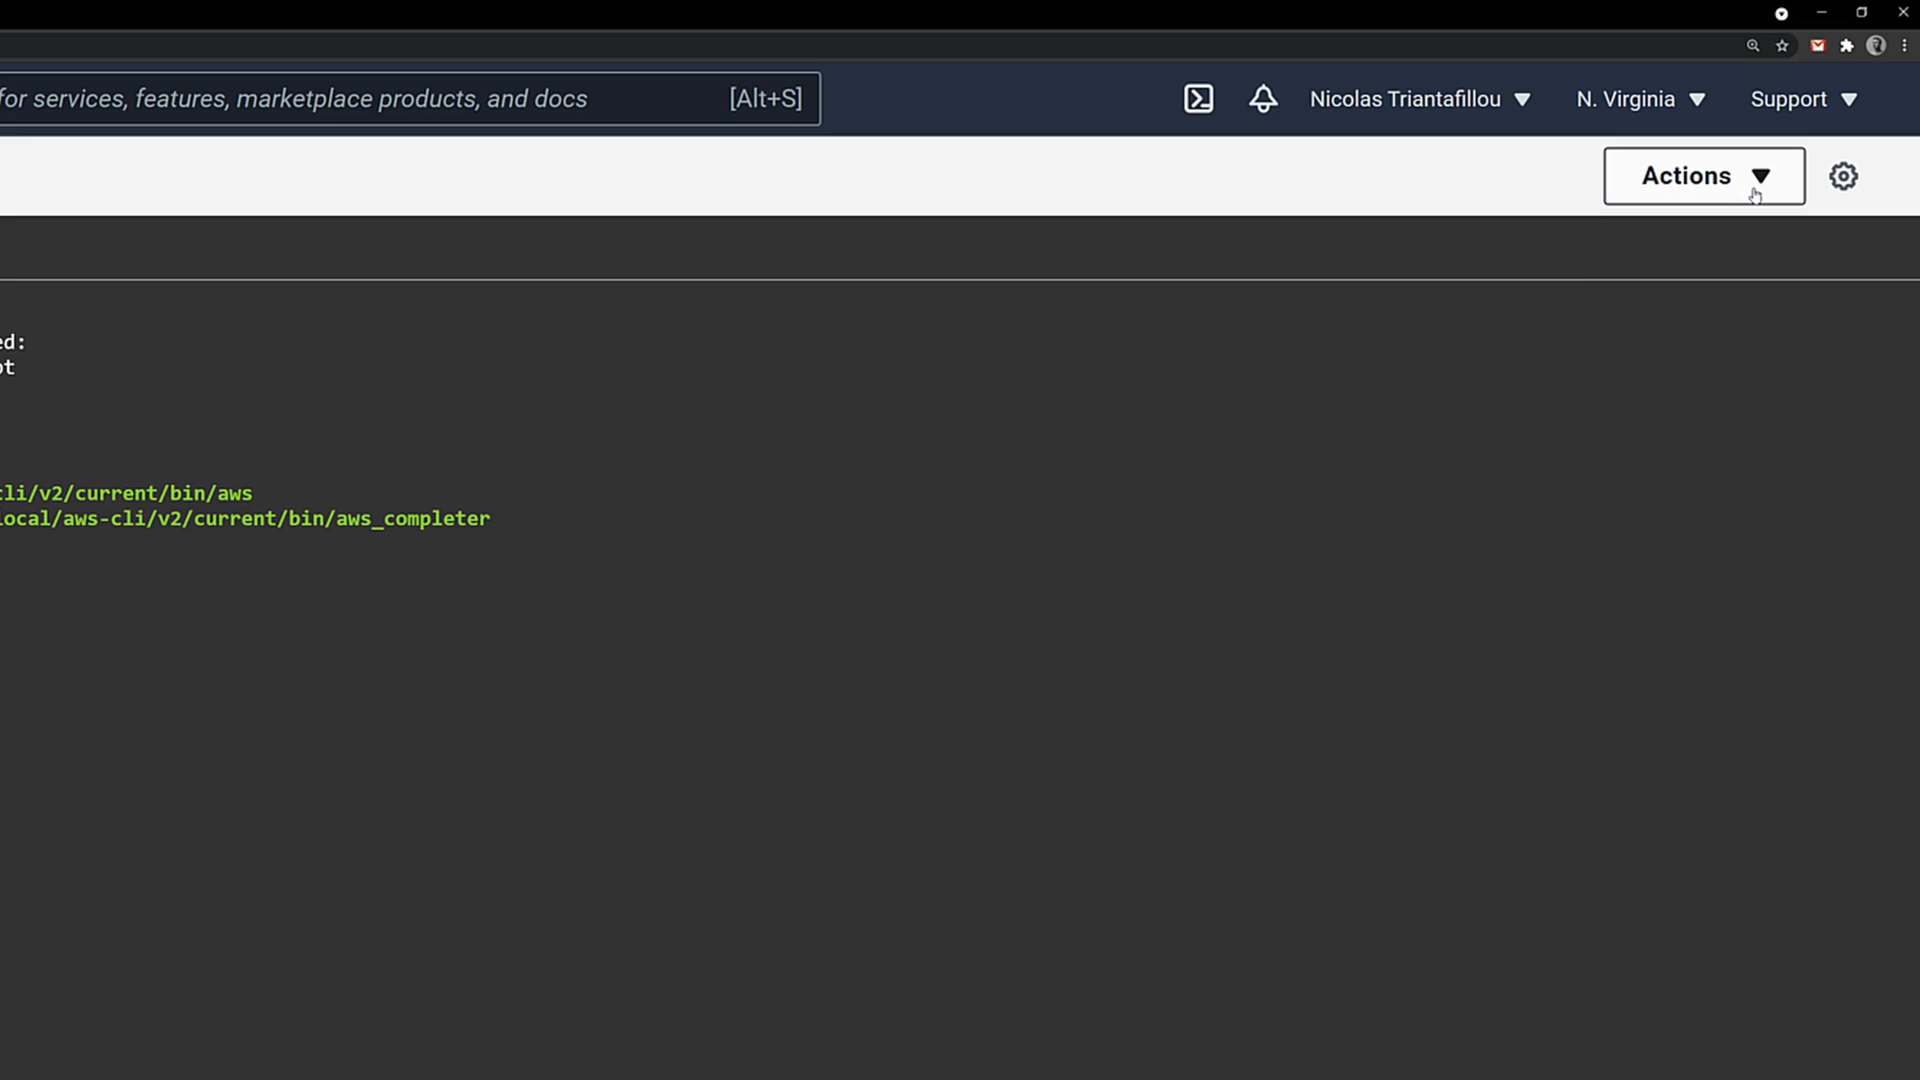 for services, features, marketplace products, and docs [Alt+S] Nicolas Triantafillou N. Virginia Support
Actions
ed:
ot
cli/v2/current/bin/aws
local/aws-cli/v2/current/bin/aws_completer